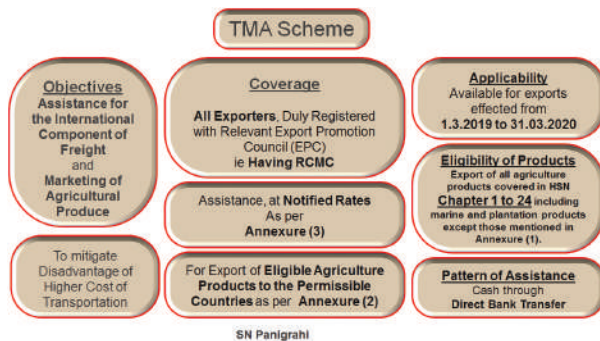 TMA Scheme
Objectives
Assistance for
the International
Component of
Freight
and
Marketing of
Agricultural
Produce
To mitigate
Disadvantage of
Higher Cost of
Transportation
Coverage
All Exporters, Duly Registered
with Relevant Export Promotion
Council (EPC)
ie Having RCMC
Assistance, at Notified Rates
As per
Annexure (3)
For Export of Eligible Agriculture
Products to the Permissible
Countries as per Annexure (2)
Applicability
Available for exports
effected from
1.3.2019 to 31.03.2020
Eligibility of Products
Export of all agriculture
products covered in HSN
Chapter 1 to 24 including
marine and plantation products
except those mentioned in
Annexure (1).
Pattern of Assistance
Cash through
Direct Bank Transfer
SN Panigrahi